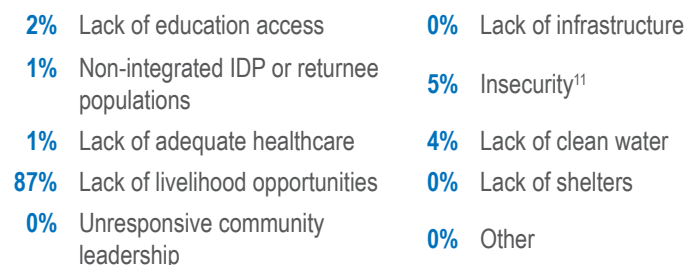 2% Lack of education access
1% Non-integrated IDP or returnee
populations
1% Lack of adequate healthcare
87% Lack of livelihood opportunities
0% Unresponsive community
leadership
0% Lack of infrastructure
5% Insecurity¹¹
4% Lack of clean water
0% Lack of shelters
0% Other